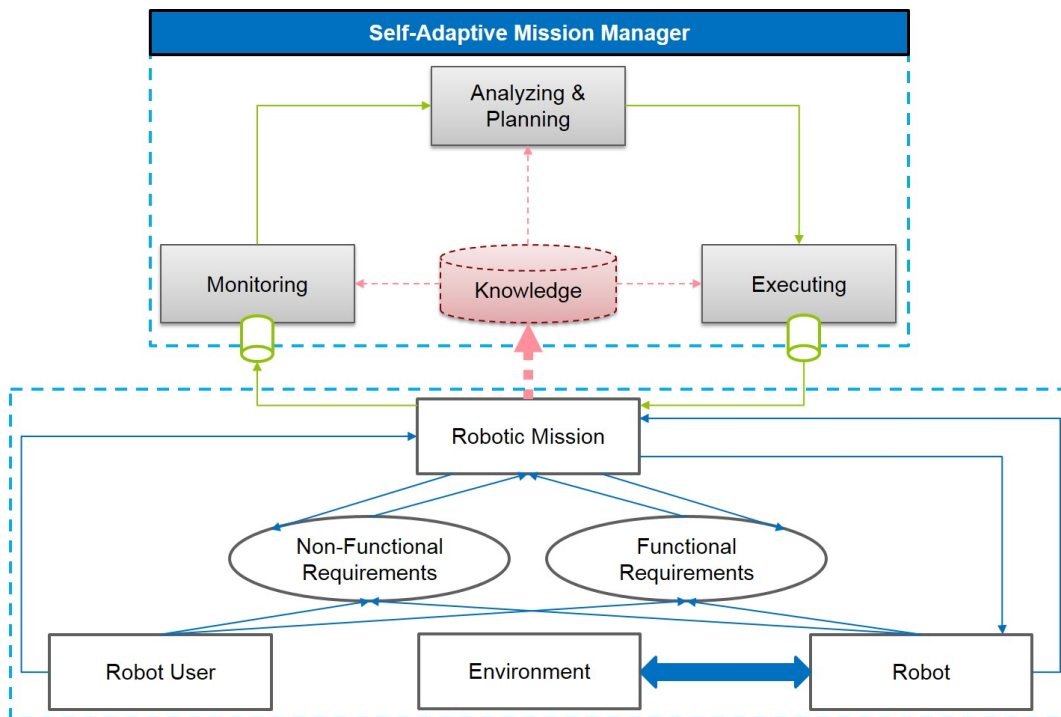 Self-Adaptive Mission Manager
Analyzing &
Planning
Monitoring
Knowledge
Executing
Robotic Mission
Non-Functional
Requirements
Functional
Requirements
Robot User
Environment
Robot